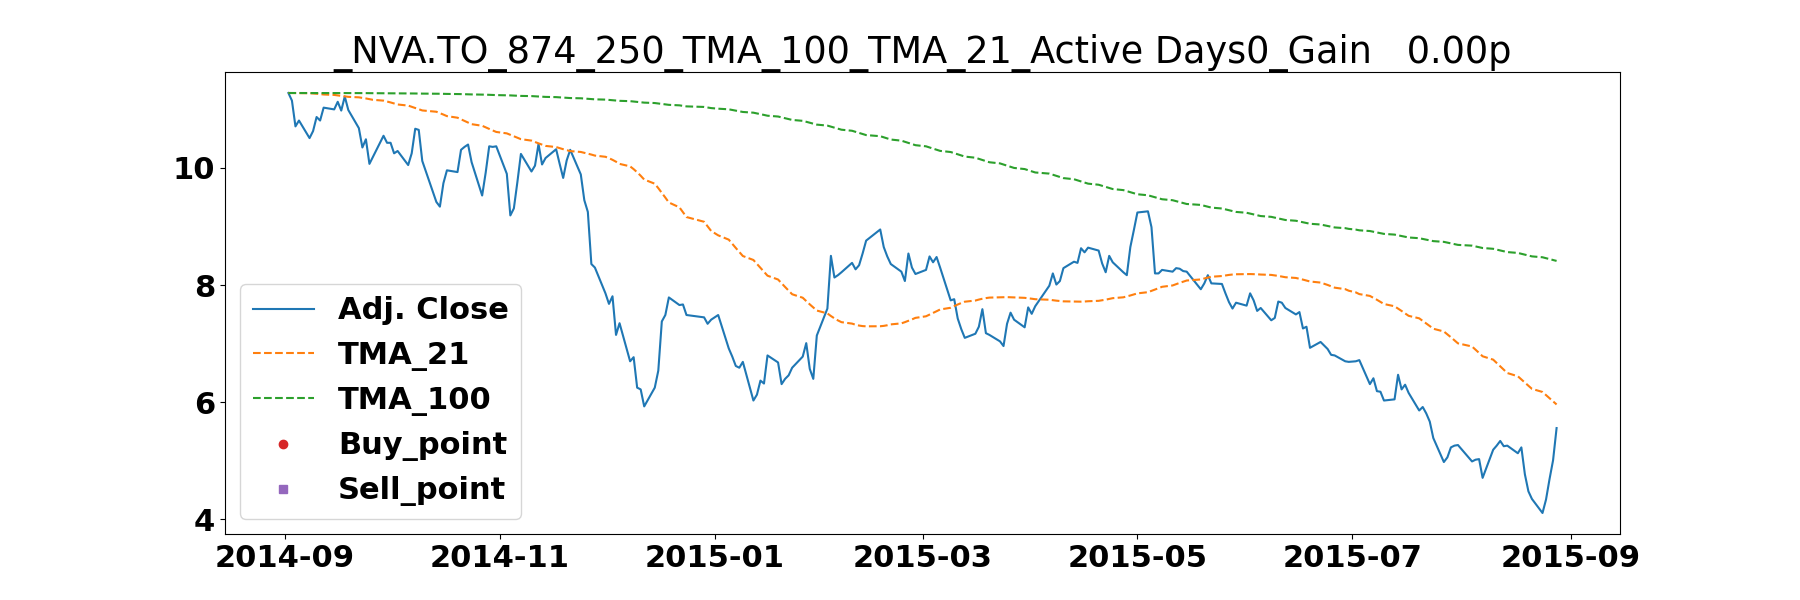 _NVA.TO_874_250_TMA_100_TMA_21_Active Days0_Gain   0.00p
10
8
6
4
Adj. Close
TMA_21
TMA_100
Buy_point
Sell_point
2014-09 2014-11 2015-01 2015-03 2015-05 2015-07 2015-09